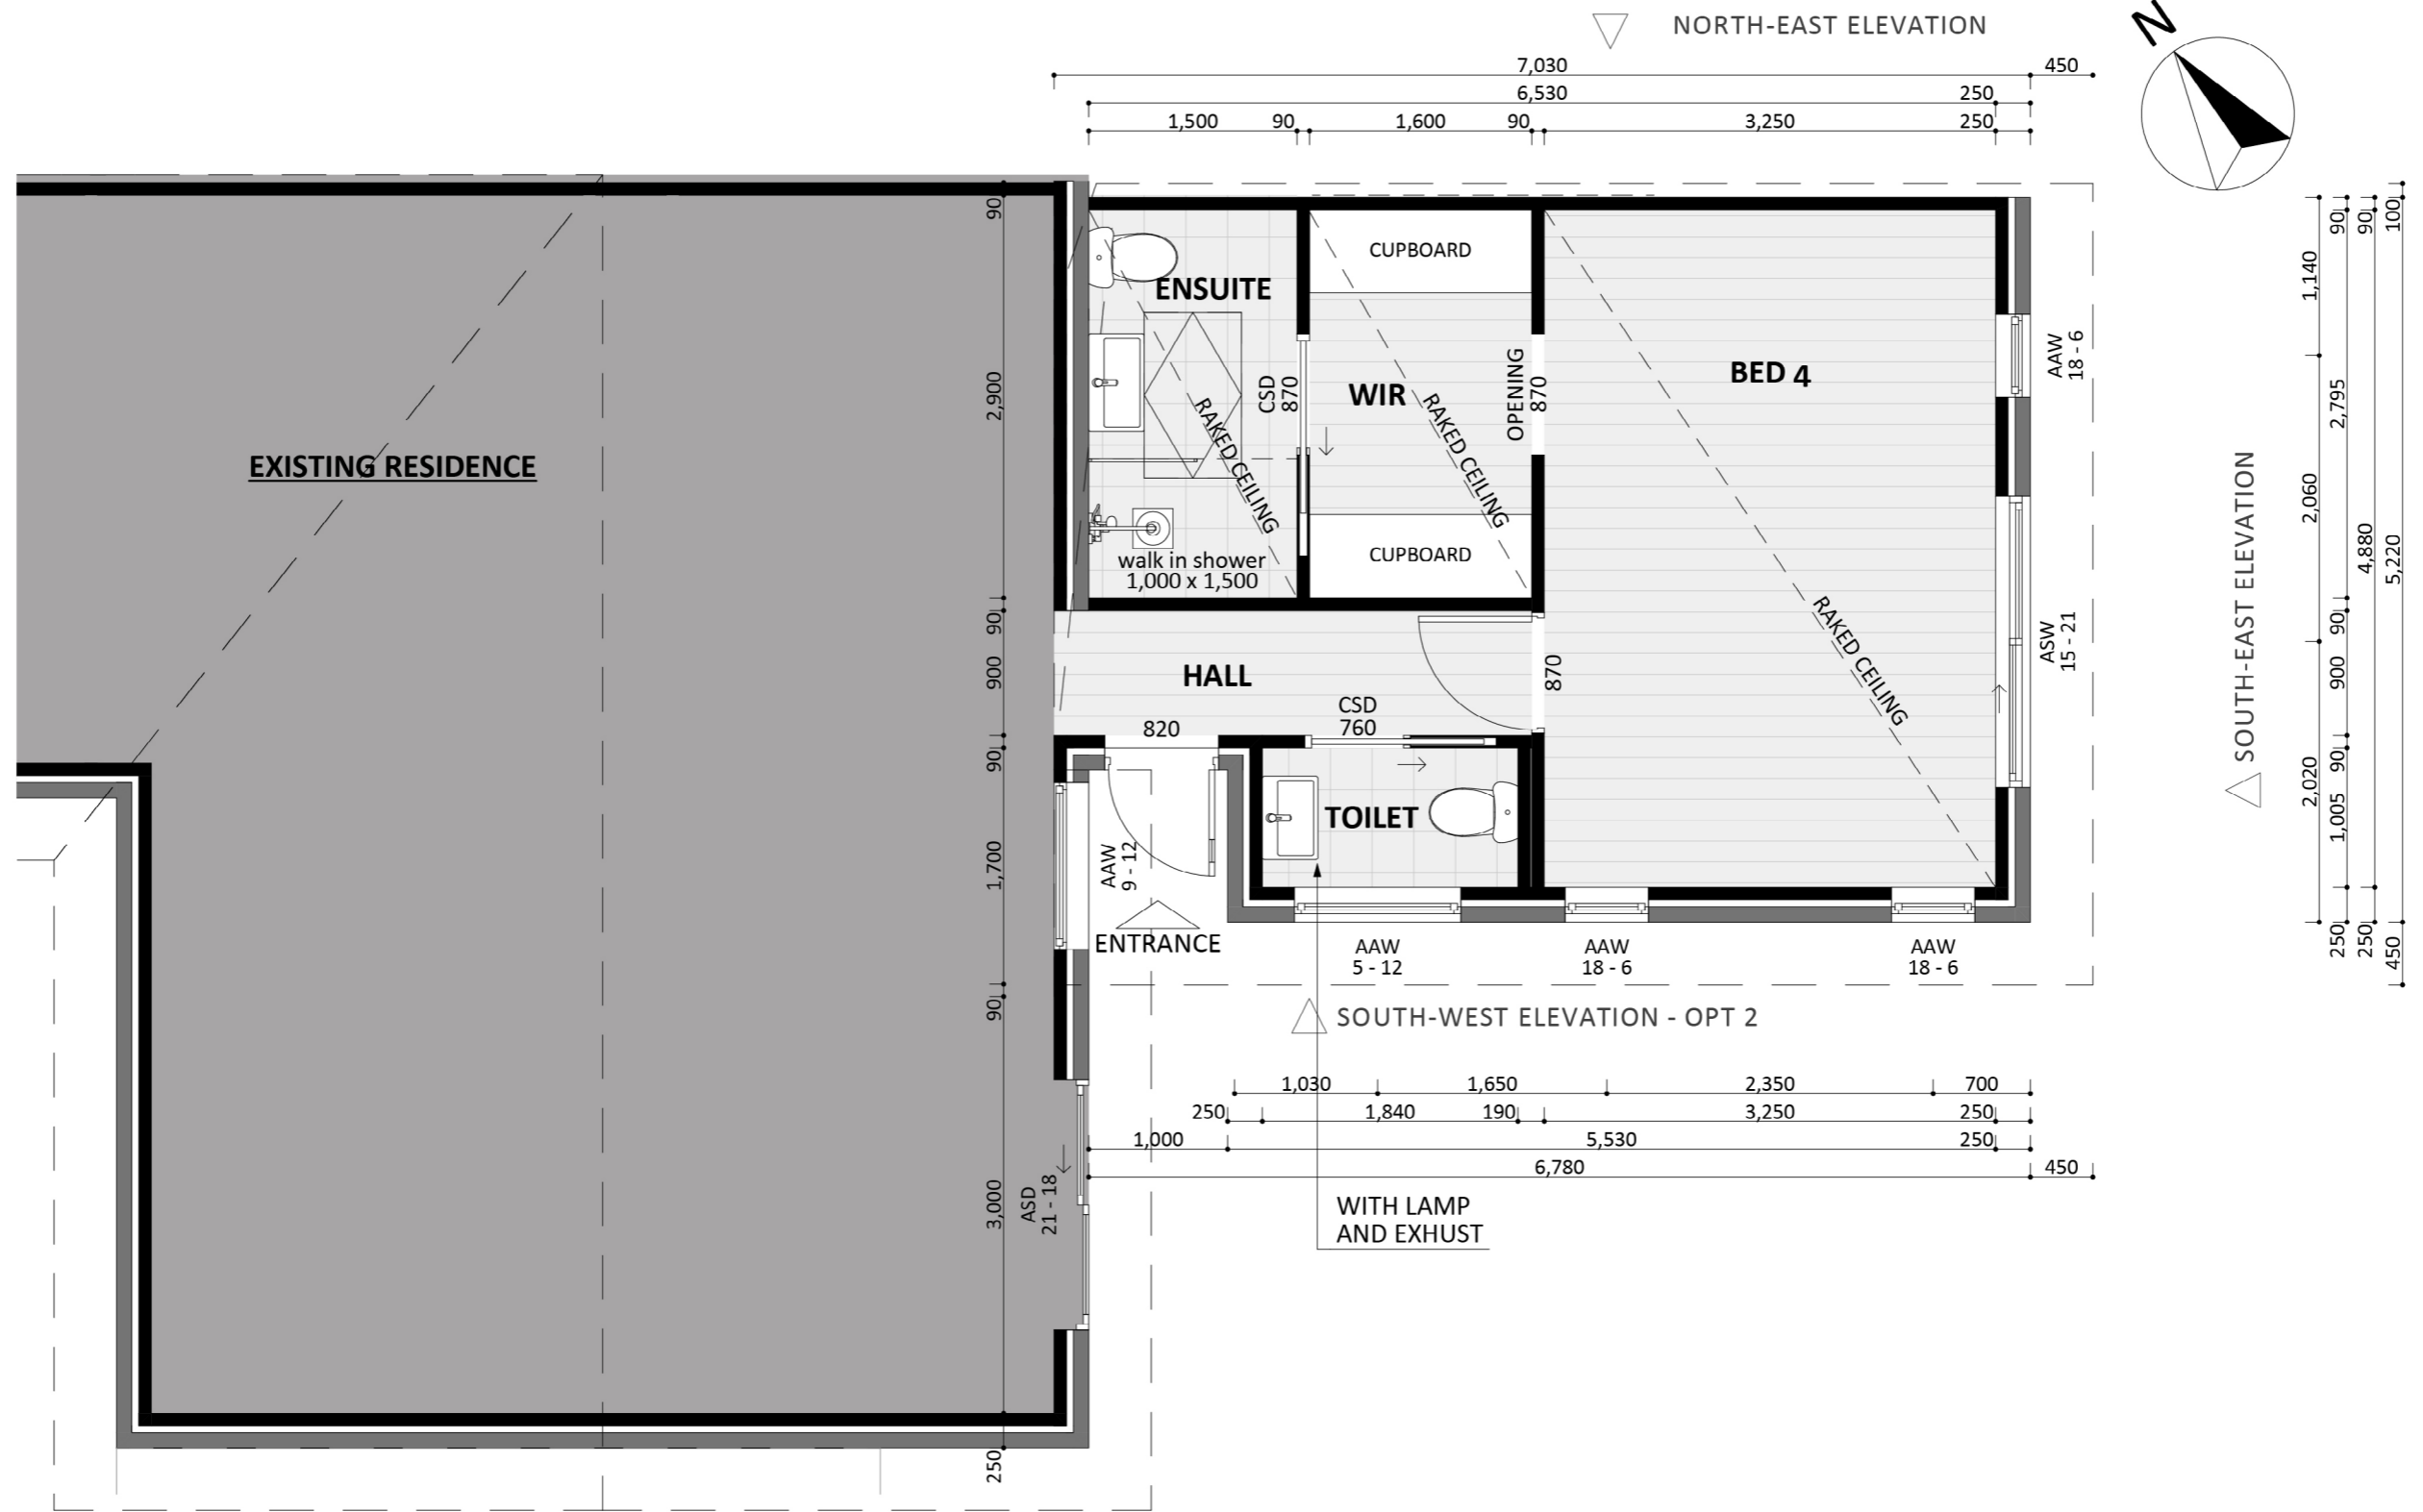 N
NORTH-EAST ELEVATION
7,030
450
6,530
250
1,500
90
1,600
90
3,250
250
90
2,900
90
900
90
1,700
90
3,000
250
EXISTING RESIDENCE
ENSUITE
RAKED CEILING
walk in shower
1,000 x 1,500
CSD
870
CUPBOARD
WIR
RAKED CEILING
CUPBOARD
OPENING
870
BED 4
RAKED CEILING
AAW
18 - 6
ASW
15 - 21
HALL
870
CSD
760
820
TOILET
AAW
9 - 12
ENTRANCE
AAW
5 - 12
AAW
18 - 6
AAW
18 - 6
ASD
21 - 18
SOUTH-WEST ELEVATION - OPT 2
1,030
1,650
2,350
700
250
1,840
190
3,250
250
1,000
5,530
250
6,780
450
WITH LAMP
AND EXHUST
SOUTH-EAST ELEVATION
1,140
2,060
2,020
90
2,795
90
900
90
1,005
250
90
4,880
250
100
5,220
450